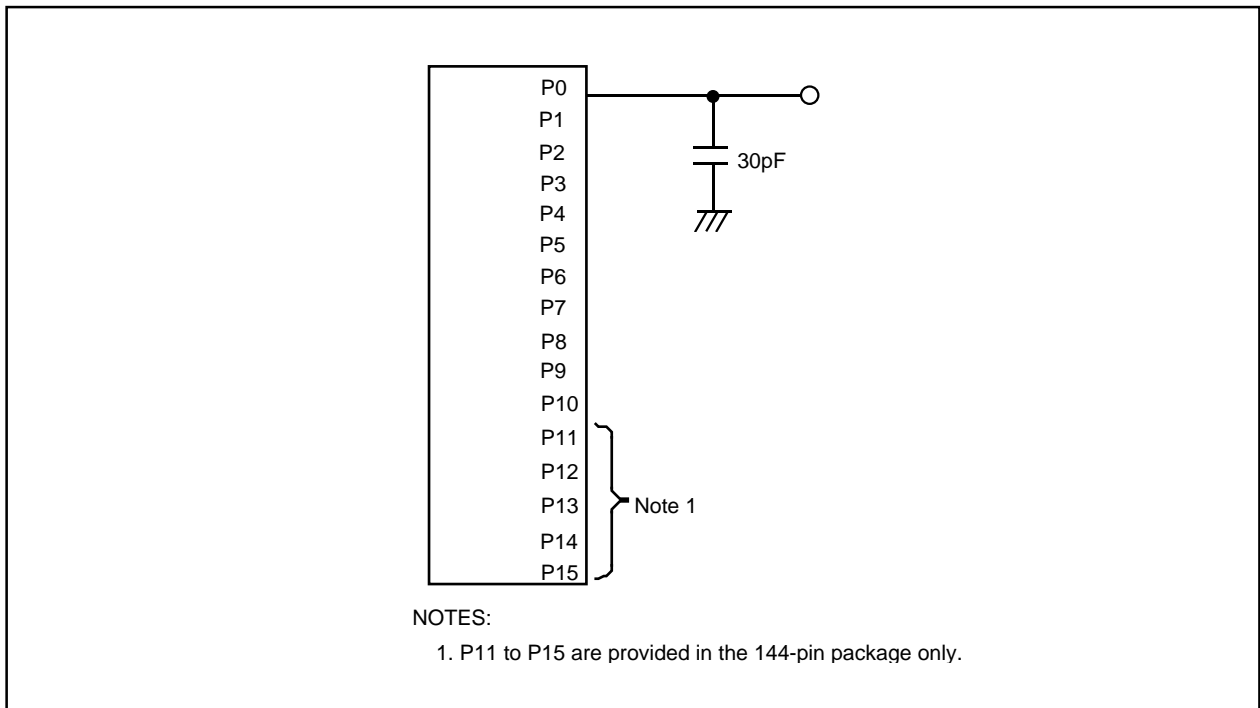 P0
P1
P2
30pF
P3
P4
P5
P6
P7
P8
P9
P10
P11
P12
P13
Note 1
P14
P15
NOTES:
1. P11 to P15 are provided in the 144-pin package only.